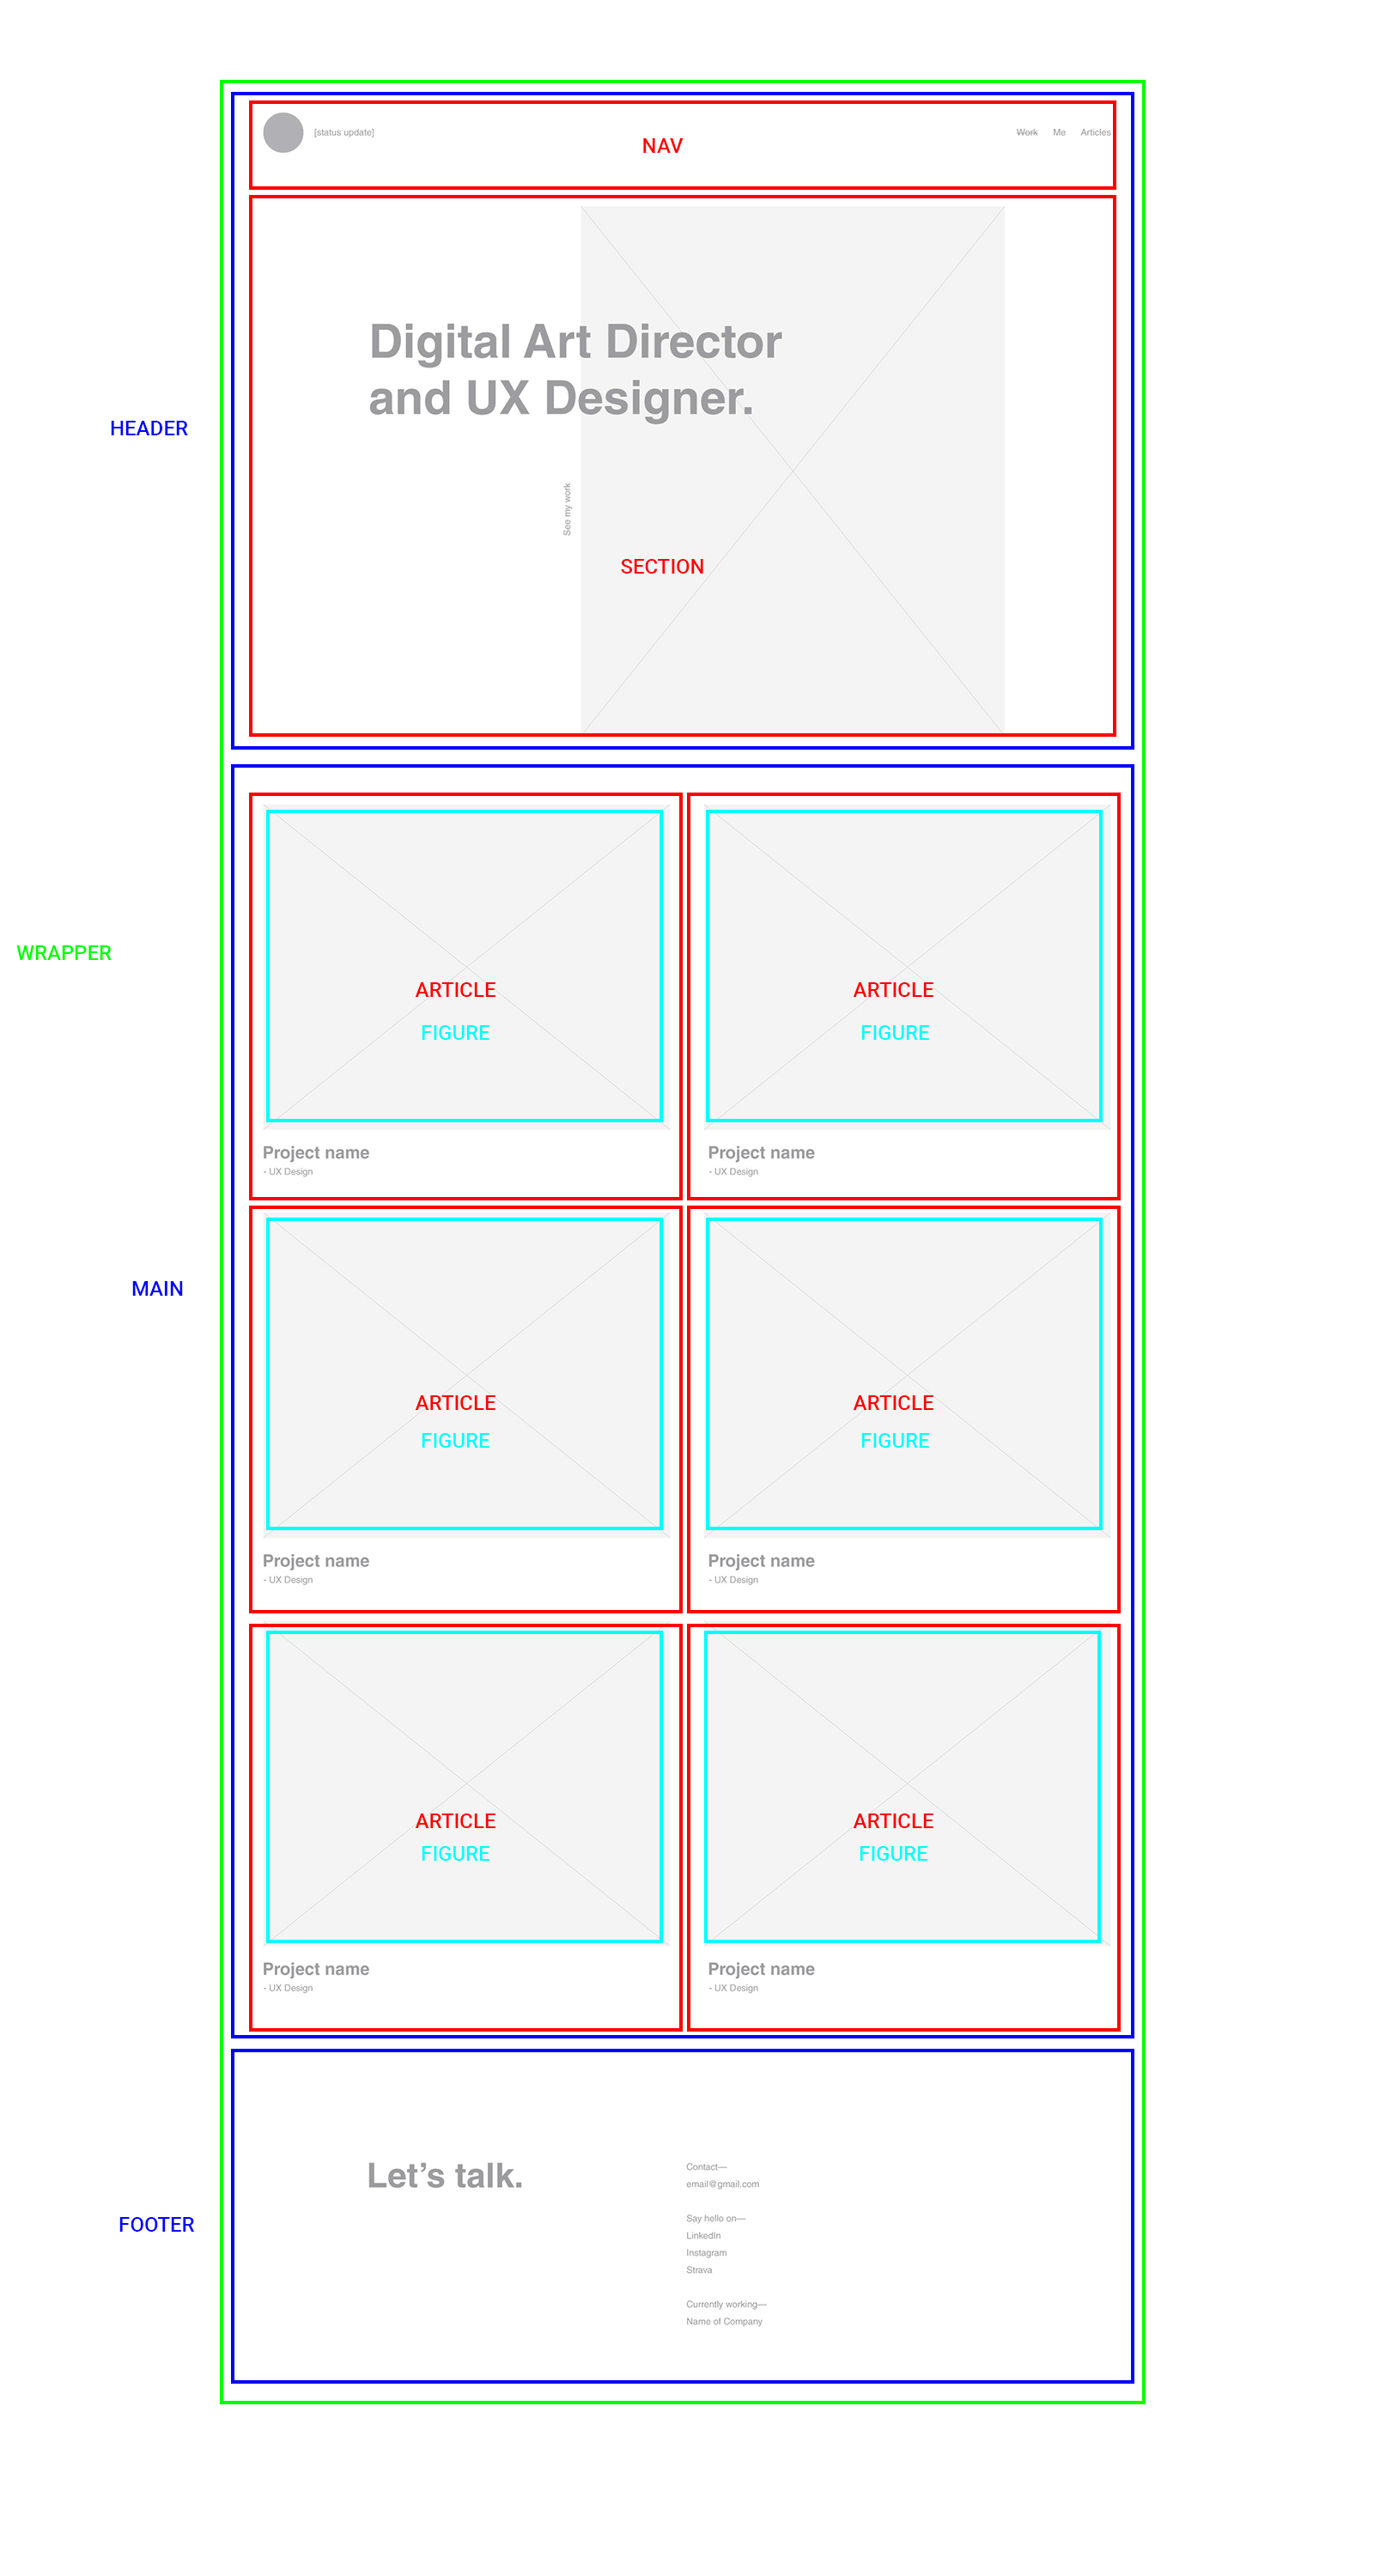 [status update]
NAV
Work Me Articles
Digital Art Director
and UX Designer.
HEADER
See my work
SECTION
WRAPPER
ARTICLE
FIGURE
ARTICLE
FIGURE
Project name
- UX Design
Project name
- UX Design
MAIN
ARTICLE
FIGURE
ARTICLE
FIGURE
Project name
- UX Design
Project name
- UX Design
ARTICLE
FIGURE
ARTICLE
FIGURE
Project name
- UX Design
Project name
- UX Design
FOOTER
Let’s talk.
Contact—
email@gmail.com
Say hello on—
LinkedIn
Instagram
Strava
Currently working—
Name of Company